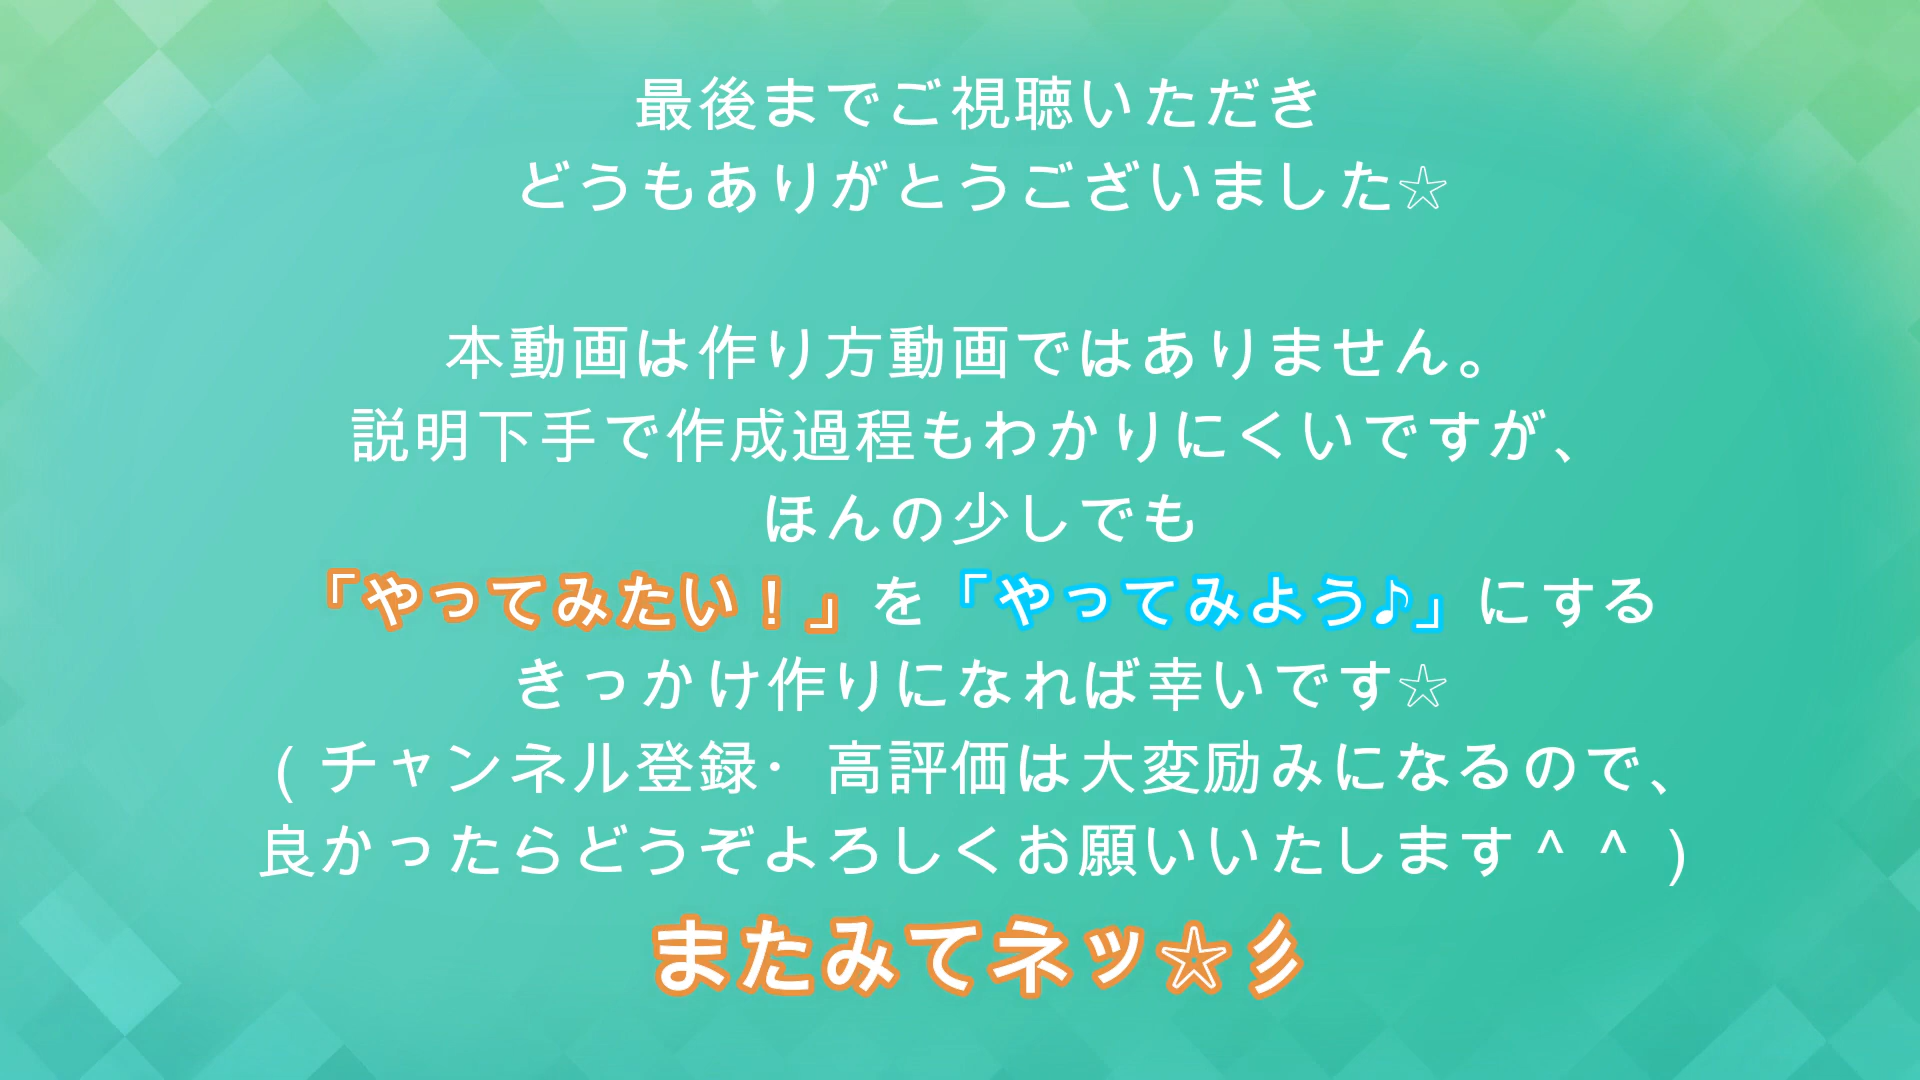 最後までご視聴いただき
どうもありがとうございました☆
本動画は作り方動画ではありません。
説明下手で作成過程もわかりにくいですが、
ほんの少しでも
「やってみたい！」を「やってみよう♪」にする
きっかけ作りになれば幸いです☆
(チャンネル登録・高評価は大変励みになるので、
良かったらどうぞよろしくお願いいたします＾＾)
またみてネッ☆彡